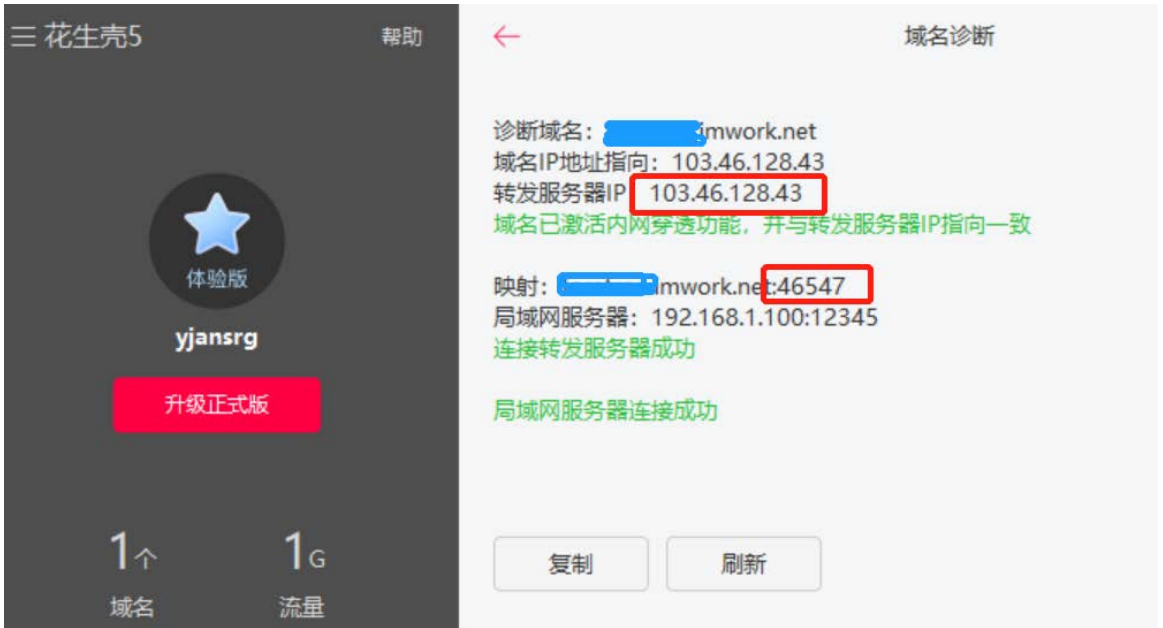 花生壳5
帮助
体验版
yjansrg
升级正式版
1个
域名
1G
流量
域名诊断
诊断域名: imwork.net
域名IP地址指向: 103.46.128.43
转发服务器IP 103.46.128.43
域名已激活内网穿透功能,并与转发服务器IP指向一致
映射: imwork.net:46547
局域网服务器: 192.168.1.100:12345
连接转发服务器成功
局域网服务器连接成功
复制
刷新